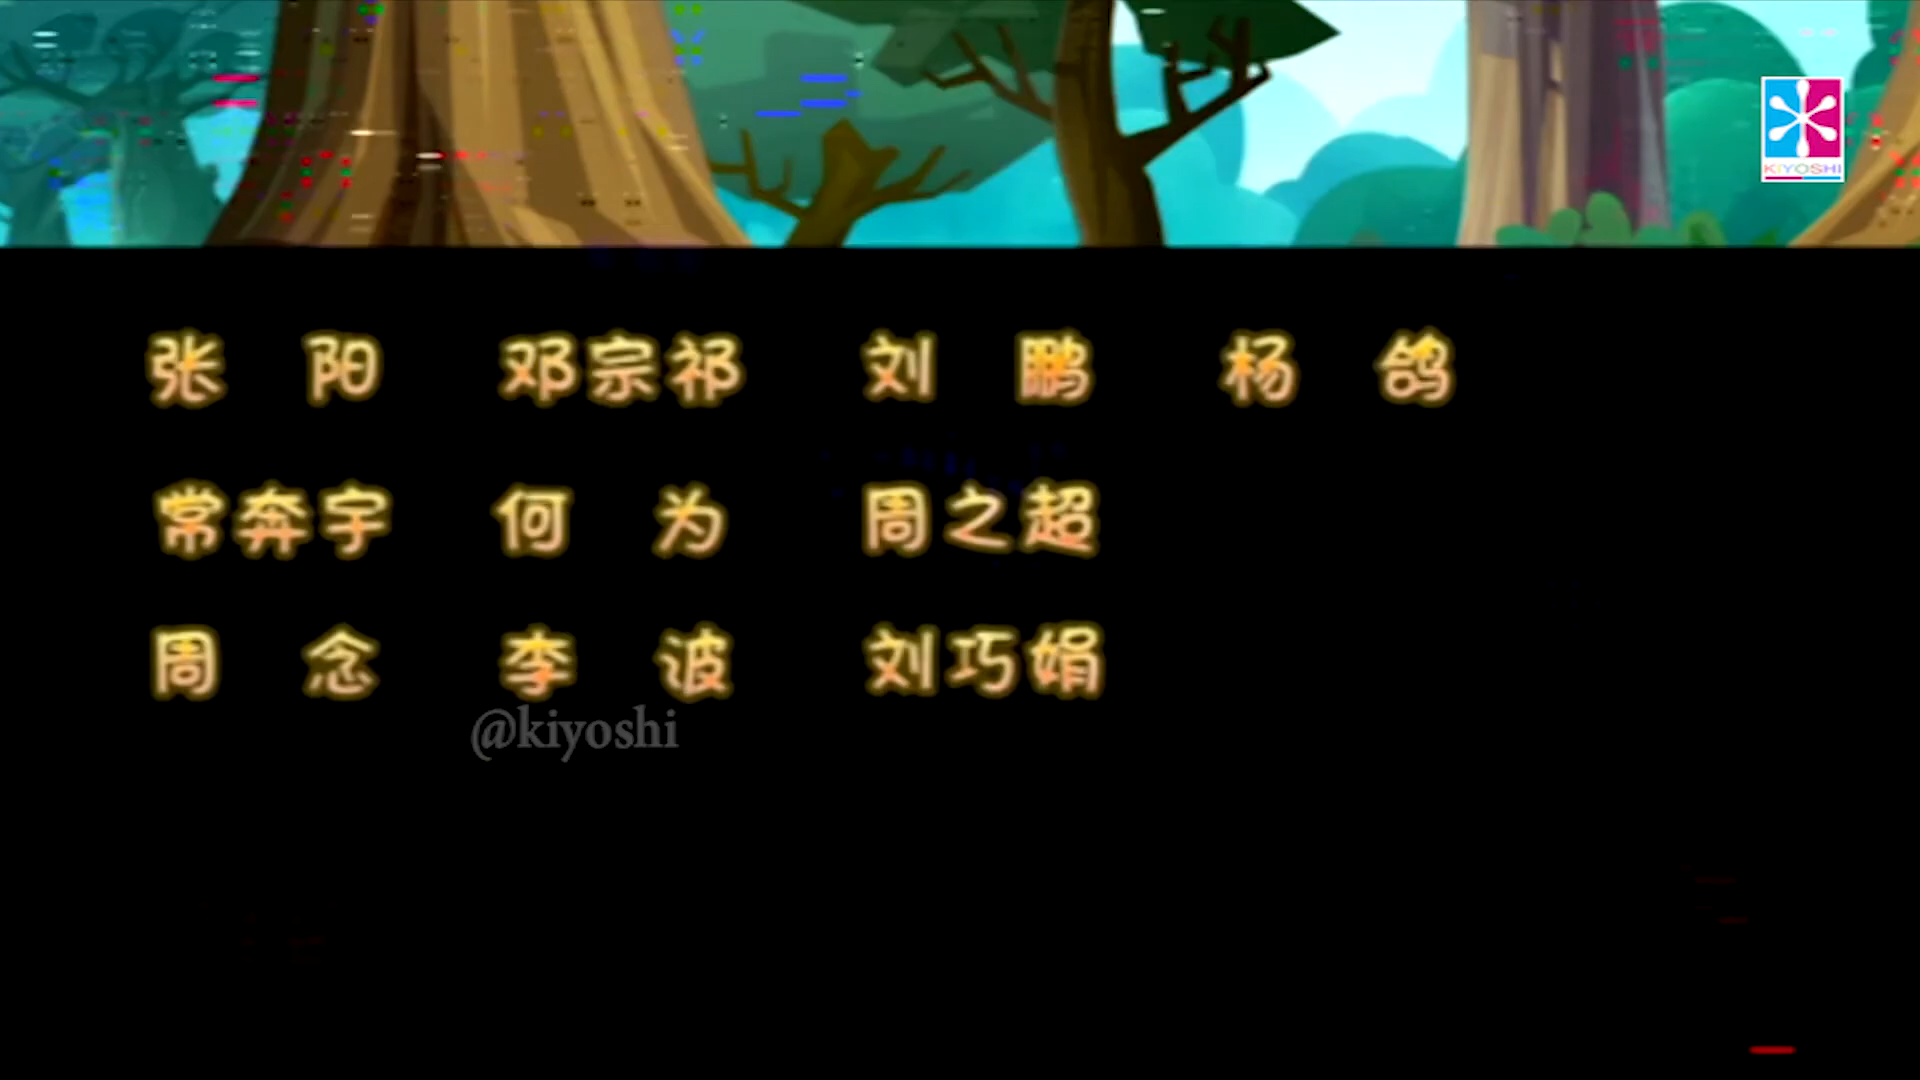 KIYOSHI
张 阳 邓宗祁 刘 鹏 杨 鸽
常奔宇 何 为 周之超
周 念 李 波 刘巧娟
@kiyoshi